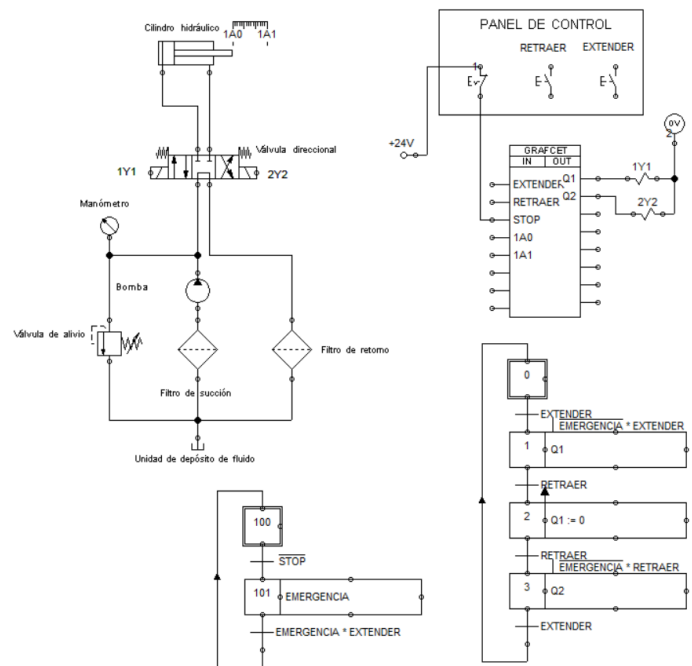 Cilindro hidráulico
1A0 1A1
Válvula direccional
1Y1 2Y2
Manómetro
Bomba
Válvula de alivio
Filtro de retorno
Filtro de succión
Unidad de depósito de fluido
PANEL DE CONTROL
RETRAER EXTENDER
1
+24V
0V
2
GRAFCET
IN OUT
EXTENDER Q1
RETRAER Q2
STOP
1A0
1A1
1Y1
2Y2
100
STOP
101 EMERGENCIA
EMERGENCIA * EXTENDER
0
EXTENDER
EMERGENCIA * EXTENDER
1 Q1
RETRAER
2 Q1 := 0
RETRAER
EMERGENCIA * RETRAER
3 Q2
EXTENDER